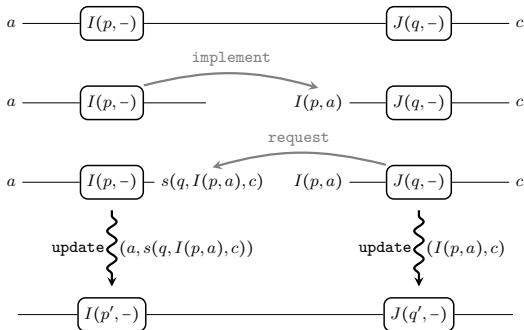 a I(p, −) J(q, −) c
implement
a I(p, −) I(p, a) J(q, −) c
request
a I(p, −) s(q, I(p, a), c) I(p, a) J(q, −) c
update (a, s(q, I(p, a), c)) update (I(p, a), c)
I(p′, −) J(q′, −)